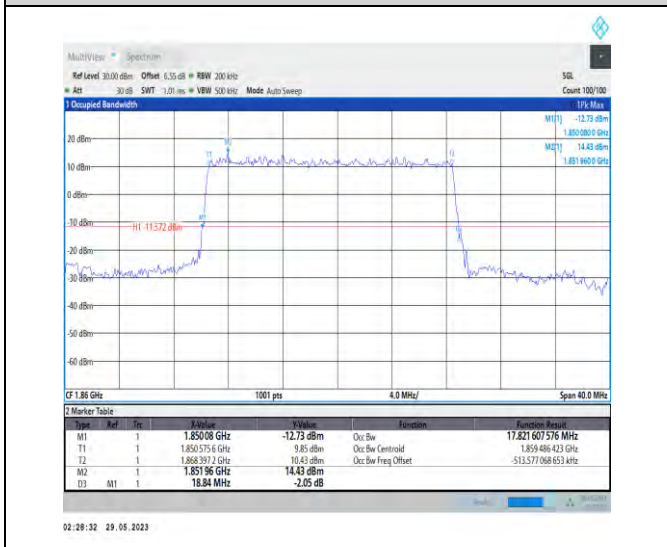 MultiView Spectrum
Ref Level 30.00 dBm Offset 6.55 dB RBW 200 kHz SGL
Att 30 dB SWT 1.01 ms VBW 500 kHz Mode Auto Sweep Count 100/100
1 Occupied Bandwidth 1Pk Max
M1[1] -12.73 dBm
1.850 080 0 GHz
M2[1] 14.43 dBm
1.851 960 0 GHz
20 dBm
10 dBm
0 dBm
-10 dBm
H1 -11.572 dBm
-20 dBm
-30 dBm
-40 dBm
-50 dBm
-60 dBm
T1
M2
T2
M1
CF 1.86 GHz 1001 pts 4.0 MHz/ Span 40.0 MHz
2 Marker Table
Type Ref Trc X-Value Y-Value Function Function Result
M1 1 1.85008 GHz -12.73 dBm Occ Bw 17.821 607 576 MHz
T1 1 1.850 575 6 GHz 9.85 dBm Occ Bw Centroid 1.859 486 423 GHz
T2 1 1.868 397 2 GHz 10.43 dBm Occ Bw Freq Offset -513.577 068 653 kHz
M2 1 1.851 96 GHz 14.43 dBm
D3 M1 1 18.84 MHz -2.05 dB
02:28:32 29.05.2023